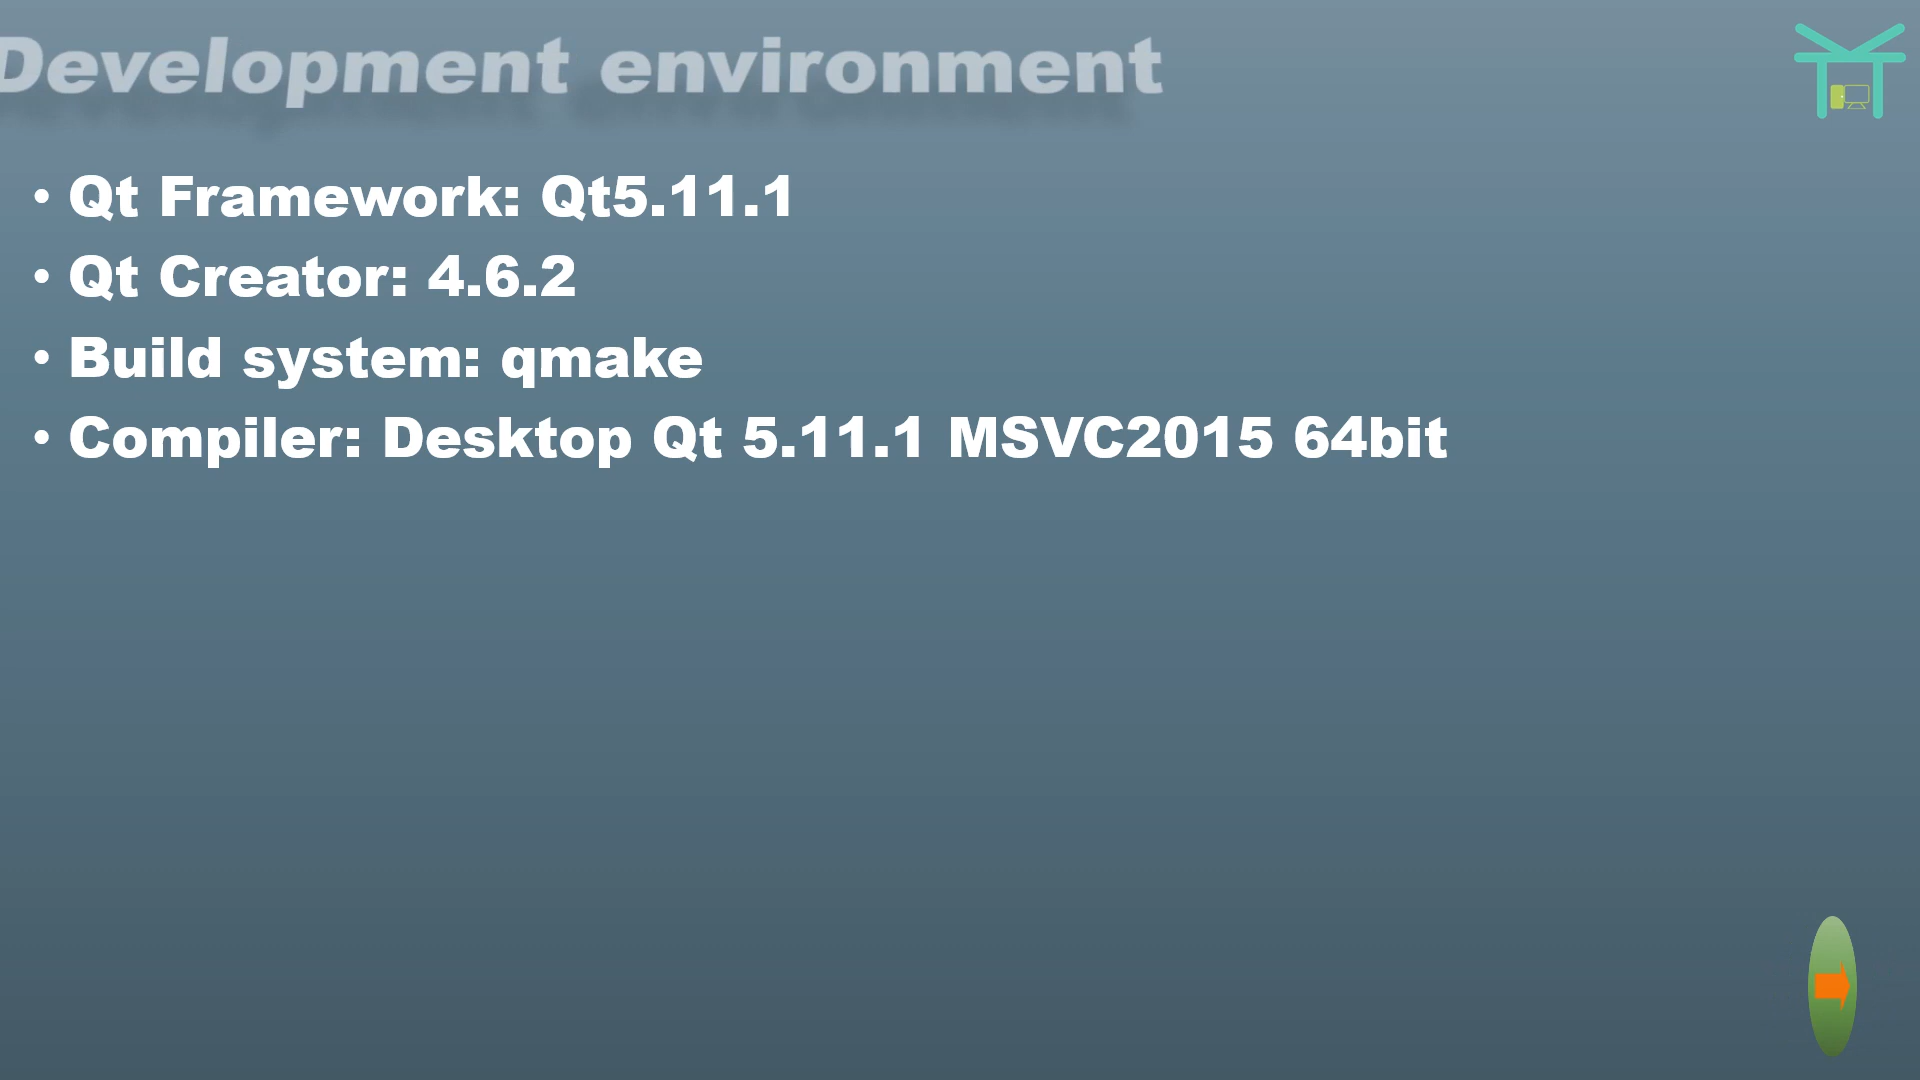 Development environment
• Qt Framework: Qt5.11.1
• Qt Creator: 4.6.2
• Build system: qmake
• Compiler: Desktop Qt 5.11.1 MSVC2015 64bit